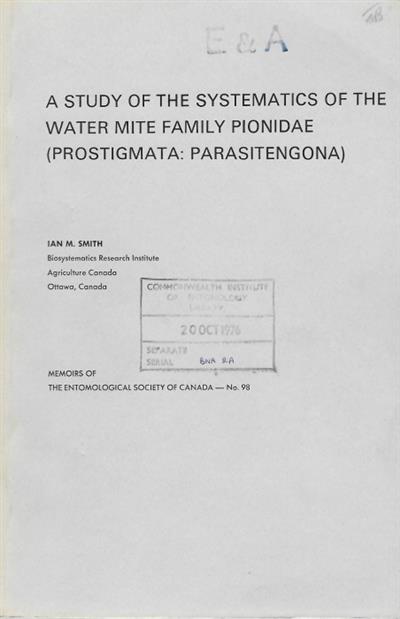 E & A
A STUDY OF THE SYSTEMATICS OF THE
WATER MITE FAMILY PIONIDAE
(PROSTIGMATA: PARASITENGONA)
IAN M. SMITH
Biosystematics Research Institute
Agriculture Canada
Ottawa, Canada
COMMONWEALTH INSTITUTE
OF ENTOMOLOGY
LIBRARY
20 OCT 1976
SEPARATE
SERIAL
MEMOIRS OF
THE ENTOMOLOGICAL SOCIETY OF CANADA — No. 98